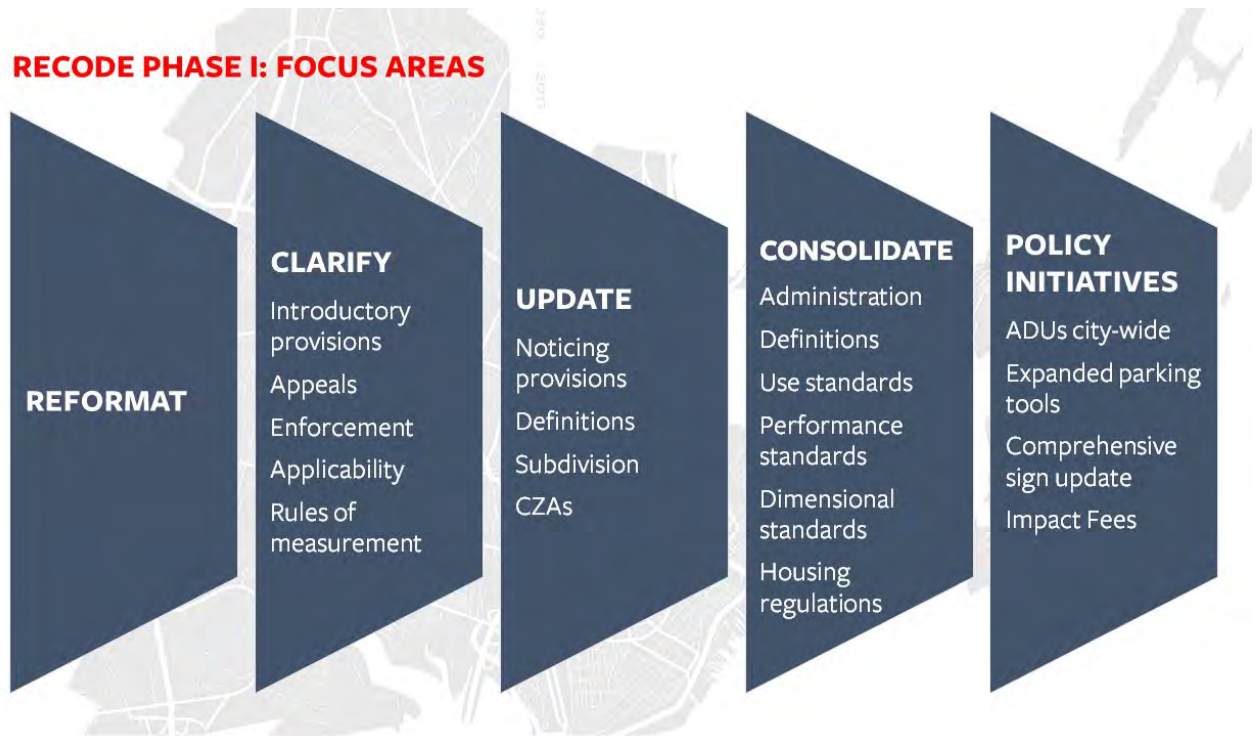 RECODE PHASE I: FOCUS AREAS
REFORMAT
CLARIFY
Introductory
provisions
Appeals
Enforcement
Applicability
Rules of
measurement
UPDATE
Noticing
provisions
Definitions
Subdivision
CZAs
CONSOLIDATE
Administration
Definitions
Use standards
Performance
standards
Dimensional
standards
Housing
regulations
POLICY
INITIATIVES
ADUs city-wide
Expanded parking
tools
Comprehensive
sign update
Impact Fees